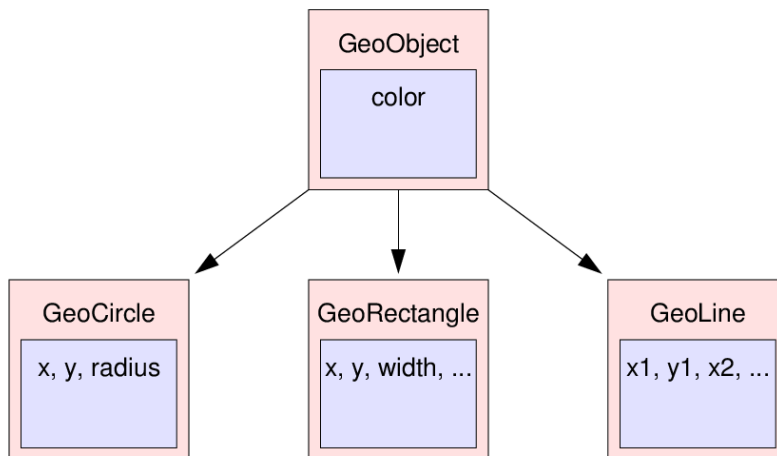 GeoObject
color
GeoCircle
x, y, radius
GeoRectangle
x, y, width, ...
GeoLine
x1, y1, x2, ...